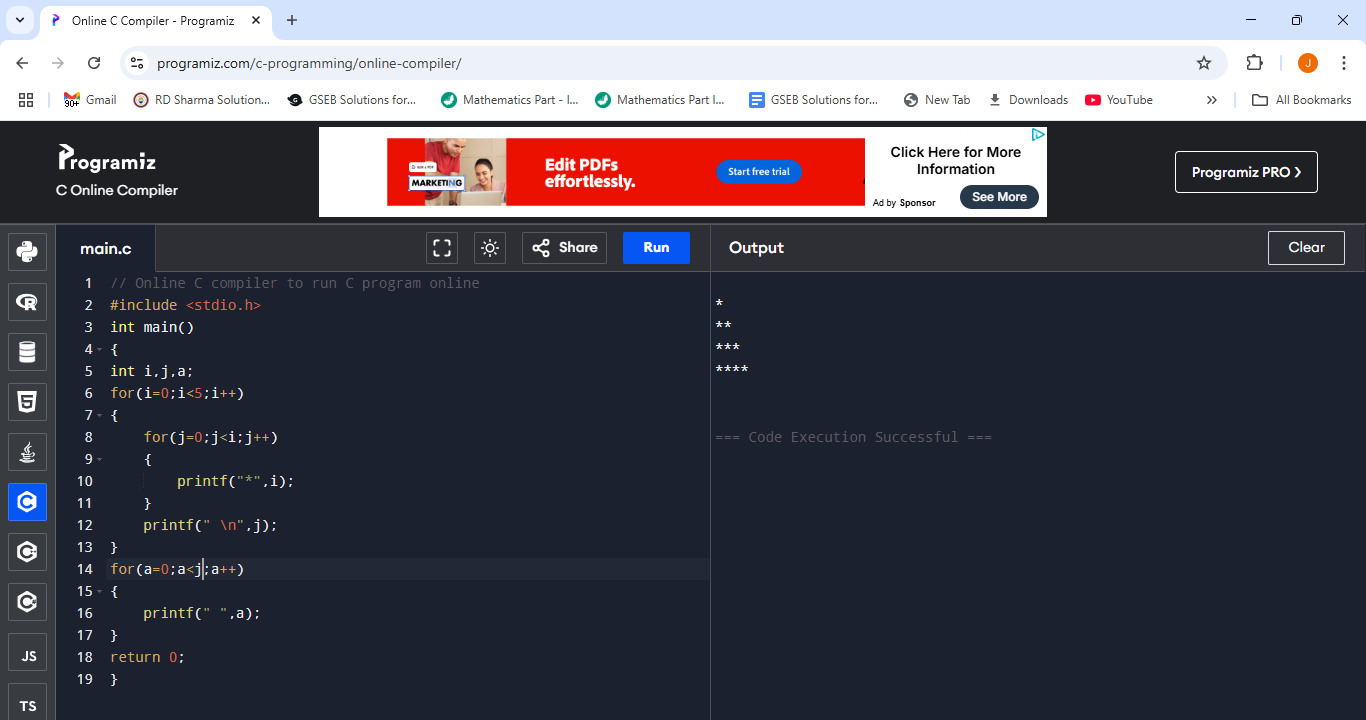 Online C Compiler - Programiz
programiz.com/c-programming/online-compiler/
J
90+ Gmail
RD Sharma Solution...
GSEB Solutions for...
Mathematics Part - I...
Mathematics Part I...
GSEB Solutions for...
New Tab
Downloads
YouTube
All Bookmarks
Programiz
C Online Compiler
MARKETING
Edit PDFs
effortlessly.
Start free trial
Click Here for More
Information
Ad by Sponsor
See More
Programiz PRO
main.c
Share
Run
Output
Clear
1 // Online C compiler to run C program online
2 #include <stdio.h>
3 int main()
4 {
5 int i,j,a;
6 for(i=0;i<5;i++)
7 {
8     for(j=0;j<i;j++)
9     {
10         printf("*",i);
11     }
12     printf(" \n",j);
13 }
14 for(a=0;a<j;a++)
15 {
16     printf(" ",a);
17 }
18 return 0;
19 }
*
**
***
****
=== Code Execution Successful ===
JS
TS